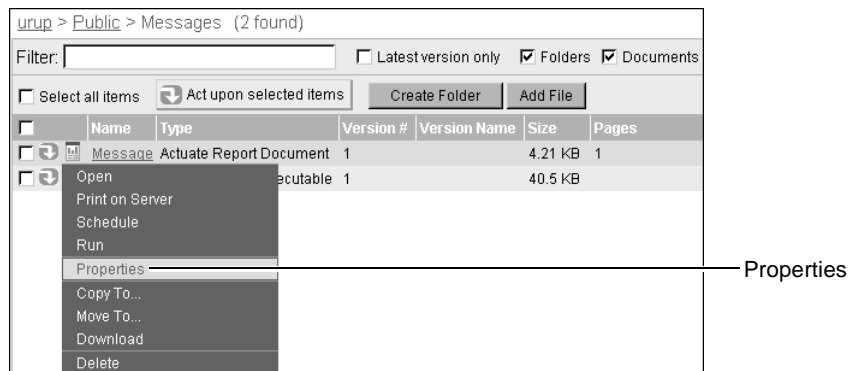 urup > Public > Messages (2 found)
Filter: Latest version only Folders Documents
Select all items Act upon selected items Create Folder Add File
Name Type Version # Version Name Size Pages
Message Actuate Report Document 1 4.21 KB 1
ecutable 1 40.5 KB
Open
Print on Server
Schedule
Run
Properties Properties
Copy To...
Move To...
Download
Delete